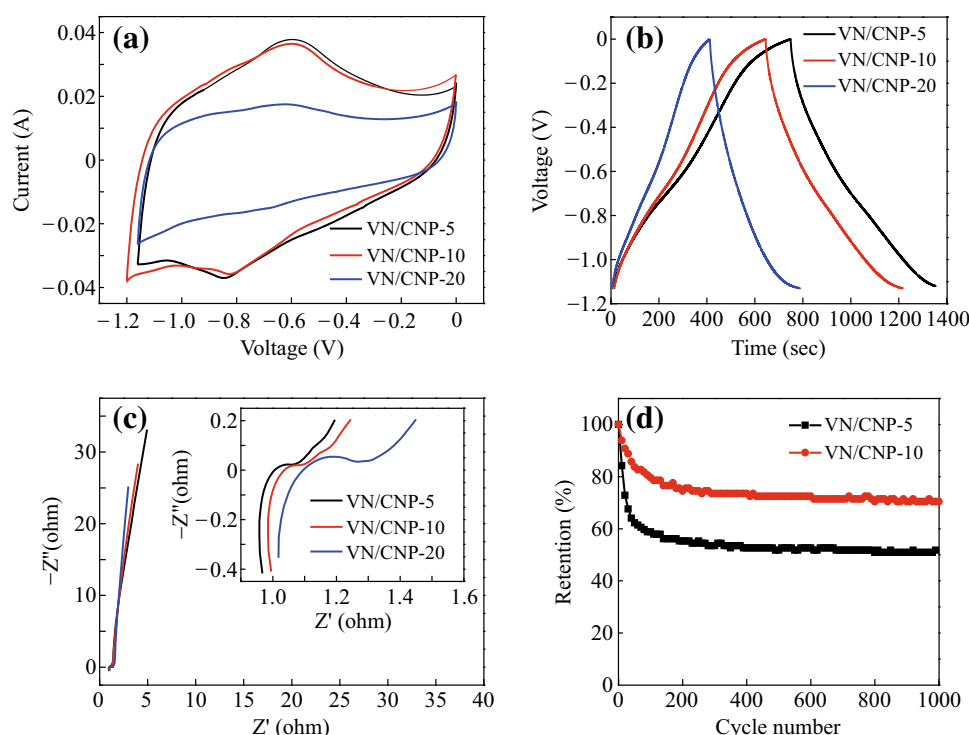 (a)
0.04
0.02
0
−0.02
−0.04
Current (A)
VN/CNP-5
VN/CNP-10
VN/CNP-20
−1.2 −1.0 −0.8 −0.6 −0.4 −0.2 0
Voltage (V)
(b)
0
−0.2
−0.4
−0.6
−0.8
−1.0
−1.2
Voltage (V)
VN/CNP-5
VN/CNP-10
VN/CNP-20
0 200 400 600 800 1000 1200 1400
Time (sec)
(c)
30
20
10
0
−Z″(ohm)
0 5 10 15 20 25 30 35 40
Z' (ohm)
0.2
0
−0.2
−0.4
−Z″(ohm)
VN/CNP-5
VN/CNP-10
VN/CNP-20
1.0 1.2 1.4 1.6
Z' (ohm)
(d)
100
80
60
40
20
0
Retention (%)
VN/CNP-5
VN/CNP-10
0 200 400 600 800 1000
Cycle number